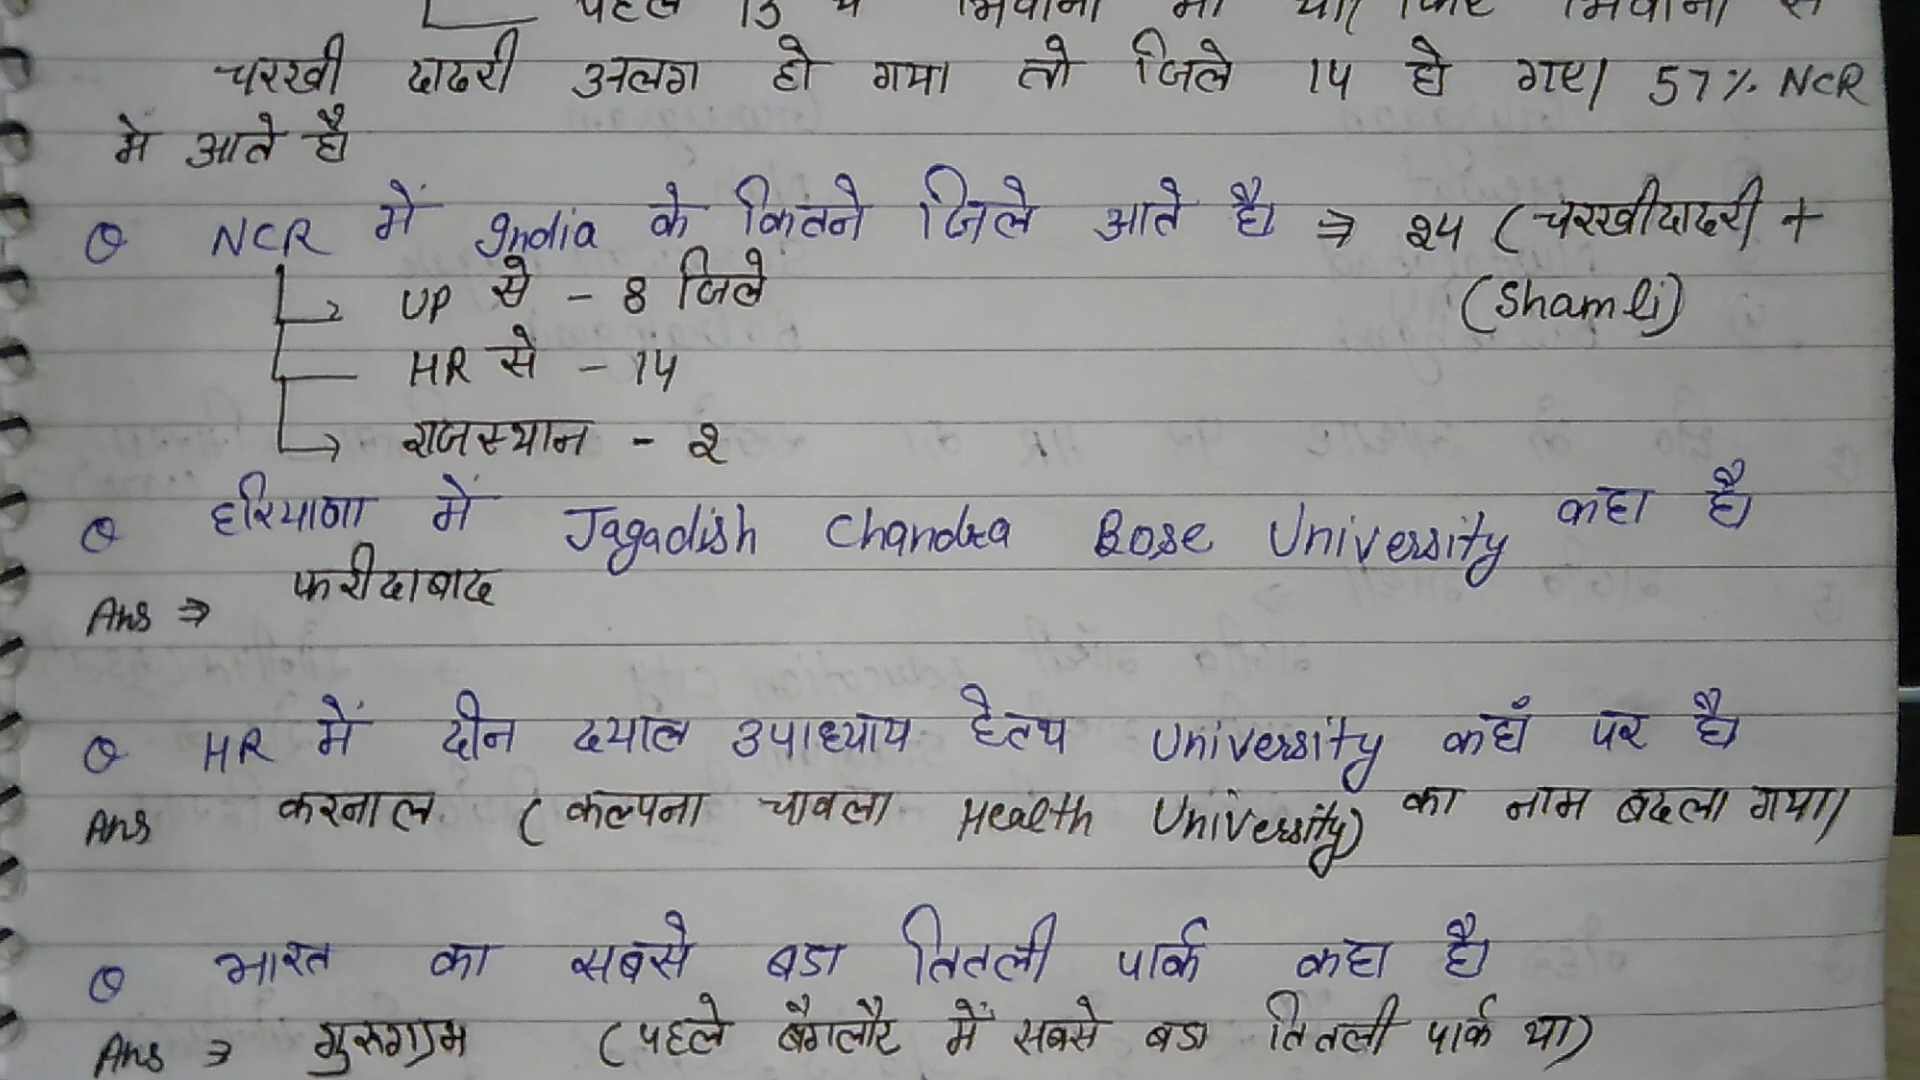 पहले 13 थे भिवानी भी था। फिर भिवानी से
चरखी दादरी अलग हो गया तो जिले 14 हो गए। 57% NCR
में आते है
Q NCR में India के कितने जिले आते है। ⇒ 24 (चरखीदादरी +
(Shamli)
UP से - 8 जिले
HR से - 14
राजस्थान - 2
Q हरियाणा में Jagadish Chandra Bose University कहा है।
Ans ⇒ फरीदाबाद
Q HR में दीन दयाल उपाध्याय हेल्थ University कहाँ पर है।
Ans करनाल (कल्पना चावला Health University) का नाम बदला गया।
Q भारत का सबसे बडा तितली पार्क कहा है।
Ans ⇒ गुरुग्राम (पहले बैंगलौर में सबसे बडा तितली पार्क था)